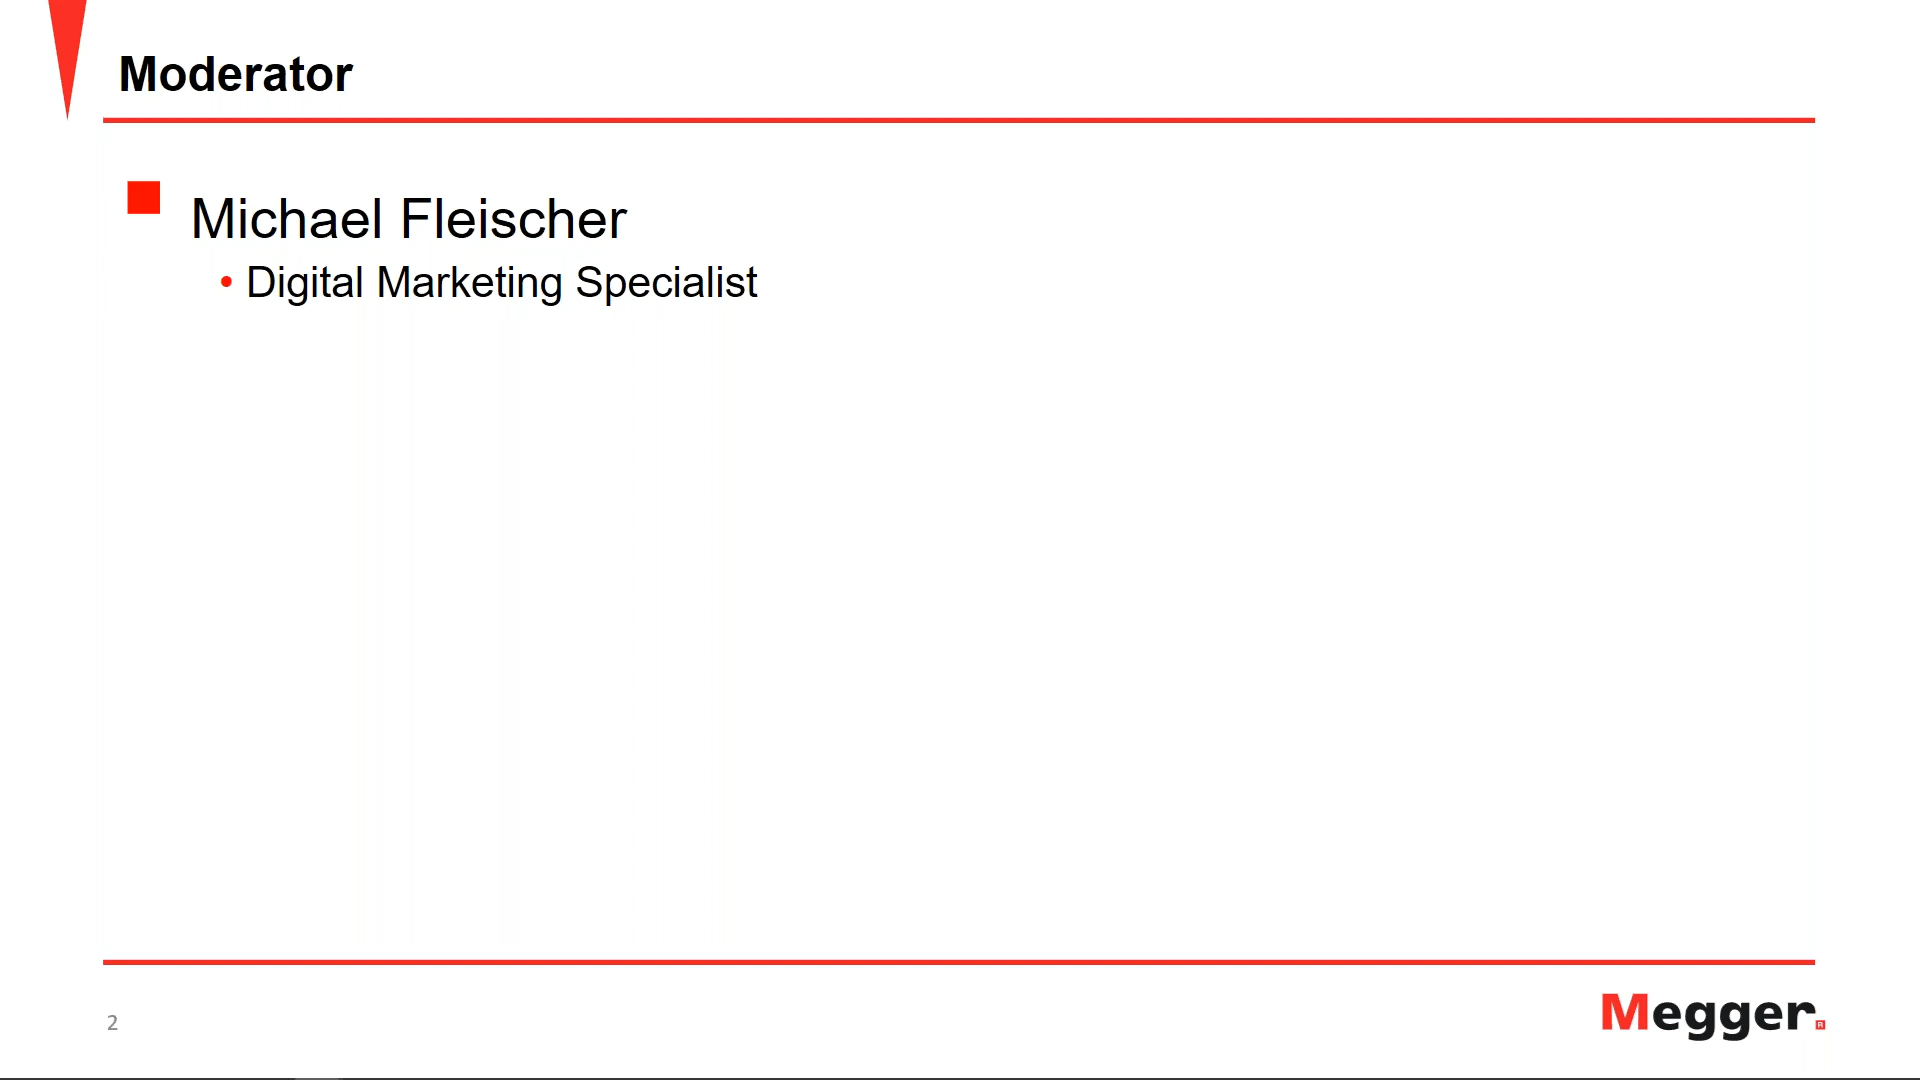 Moderator
Michael Fleischer
• Digital Marketing Specialist
2
Megger®